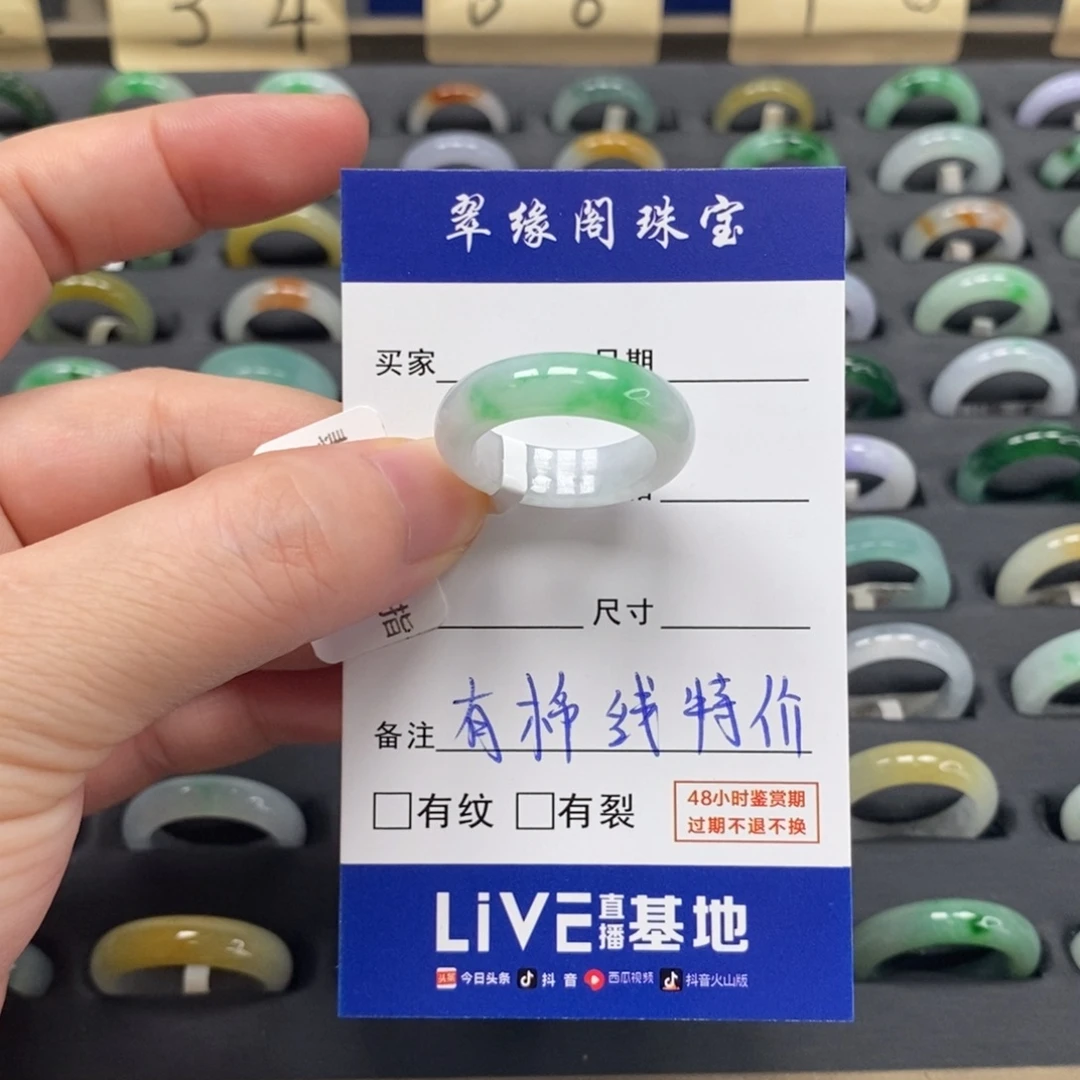 3 4
翠缘阁珠宝
买家 日期
尺寸
指
备注 有棉线特价
□有纹 □有裂
48小时鉴赏期
过期不退不换
LiVE直播基地
今日头条 抖音 西瓜视频 抖音火山版